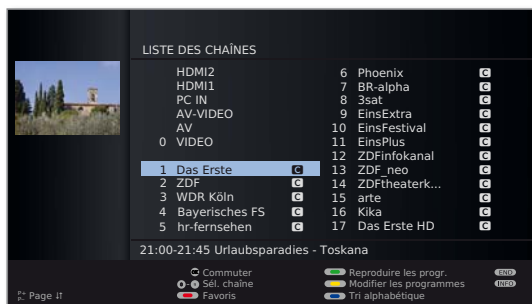 LISTE DES CHAÎNES
HDMI2
HDMI1
PC IN
AV-VIDEO
AV
0 VIDEO
1 Das Erste C
2 ZDF C
3 WDR Köln C
4 Bayerisches FS C
5 hr-fernsehen C
6 Phoenix C
7 BR-alpha C
8 3sat C
9 EinsExtra C
10 EinsFestival C
11 EinsPlus C
12 ZDFinfokanal C
13 ZDF_neo C
14 ZDFtheaterk... C
15 arte C
16 Kika C
17 Das Erste HD C
21:00-21:45 Urlaubsparadies - Toskana
P+ P- Page
OK Commuter
0-9 Sél. chaîne
Favoris
Reproduire les progr.
Modifier les programmes
Tri alphabétique
END
INFO